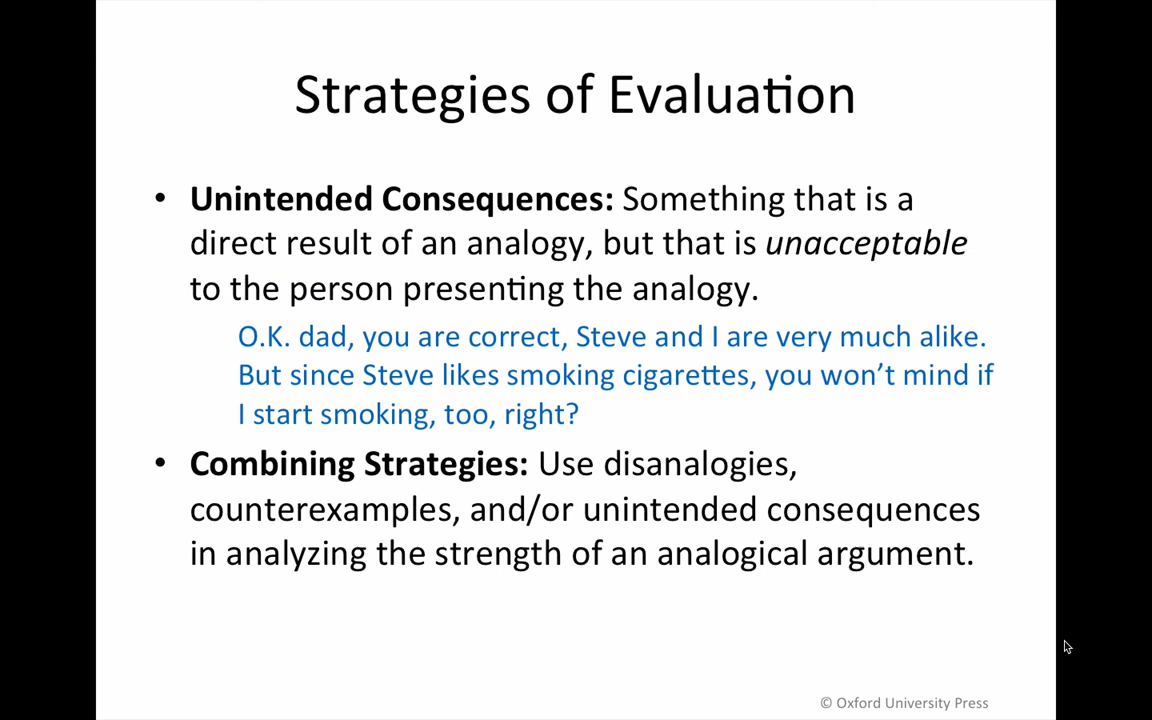 Strategies of Evaluation
• Unintended Consequences: Something that is a
direct result of an analogy, but that is unacceptable
to the person presenting the analogy.
O.K. dad, you are correct, Steve and I are very much alike.
But since Steve likes smoking cigarettes, you won’t mind if
I start smoking, too, right?
• Combining Strategies: Use disanalogies,
counterexamples, and/or unintended consequences
in analyzing the strength of an analogical argument.
© Oxford University Press